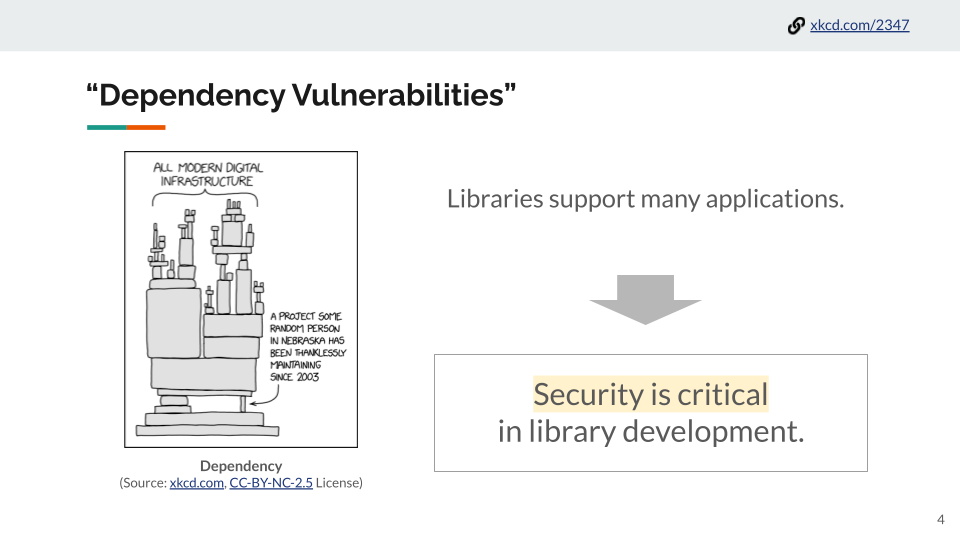 xkcd.com/2347
“Dependency Vulnerabilities”
ALL MODERN DIGITAL
INFRASTRUCTURE
A PROJECT SOME
RANDOM PERSON
IN NEBRASKA HAS
BEEN THANKLESSLY
MAINTAINING
SINCE 2003
Dependency
(Source: xkcd.com, CC-BY-NC-2.5 License)
Libraries support many applications.
Security is critical
in library development.
4